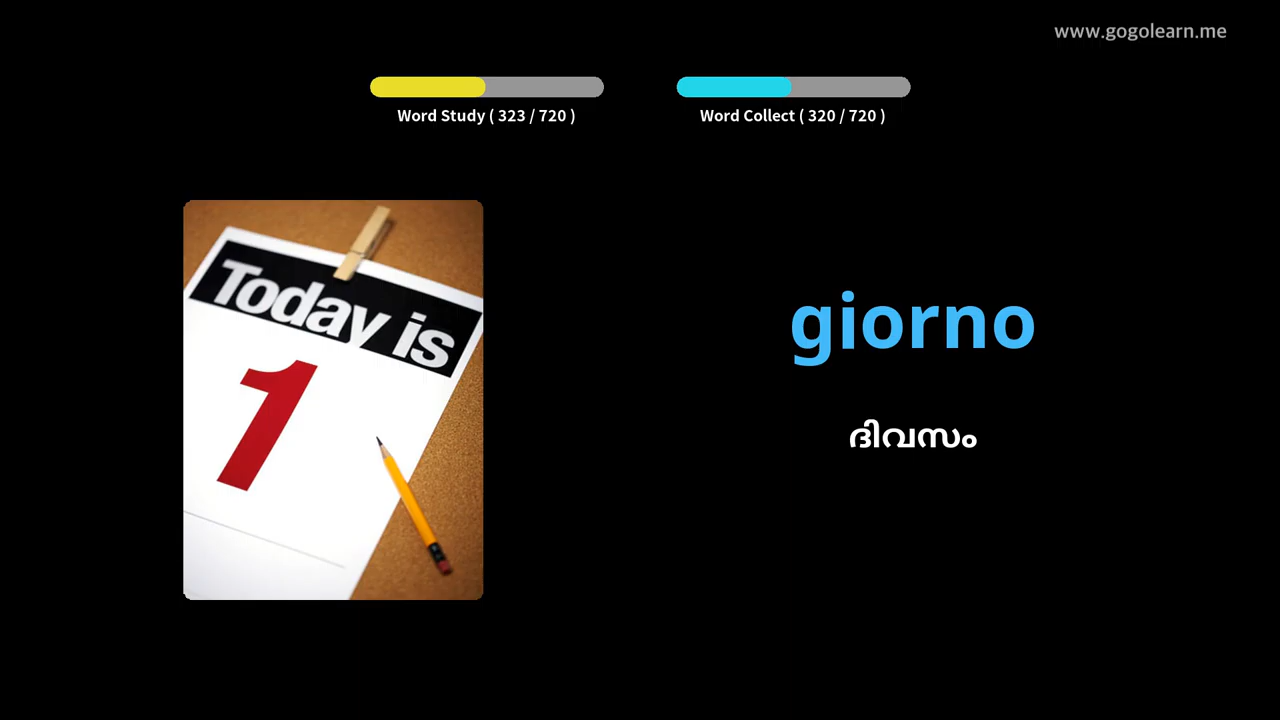 www.gogolearn.me
Word Study ( 323 / 720 )
Word Collect ( 320 / 720 )
Today is
1
giorno
ദിവസം